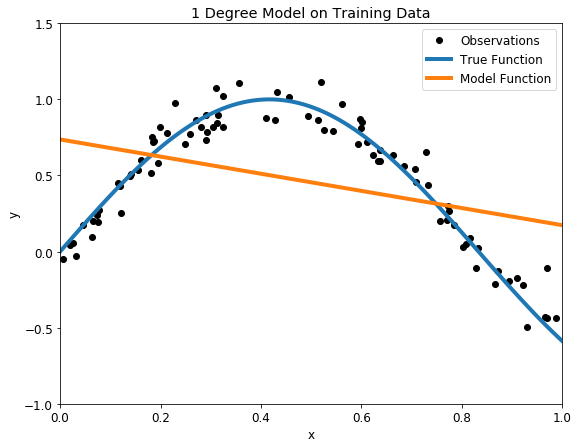 1 Degree Model on Training Data
Observations
True Function
Model Function
y
1.5
1.0
0.5
0.0
−0.5
−1.0
0.0 0.2 0.4 0.6 0.8 1.0
x